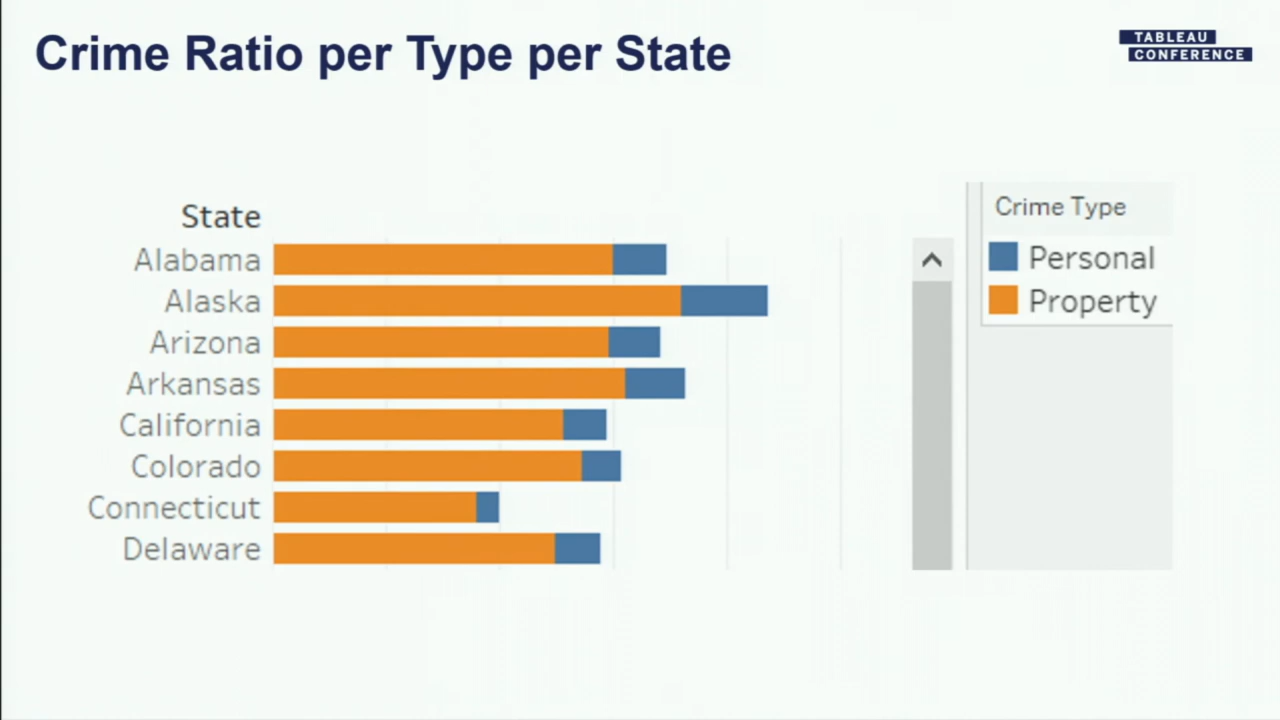 Crime Ratio per Type per State
TABLEAU
CONFERENCE
State
Alabama
Alaska
Arizona
Arkansas
California
Colorado
Connecticut
Delaware
Crime Type
Personal
Property